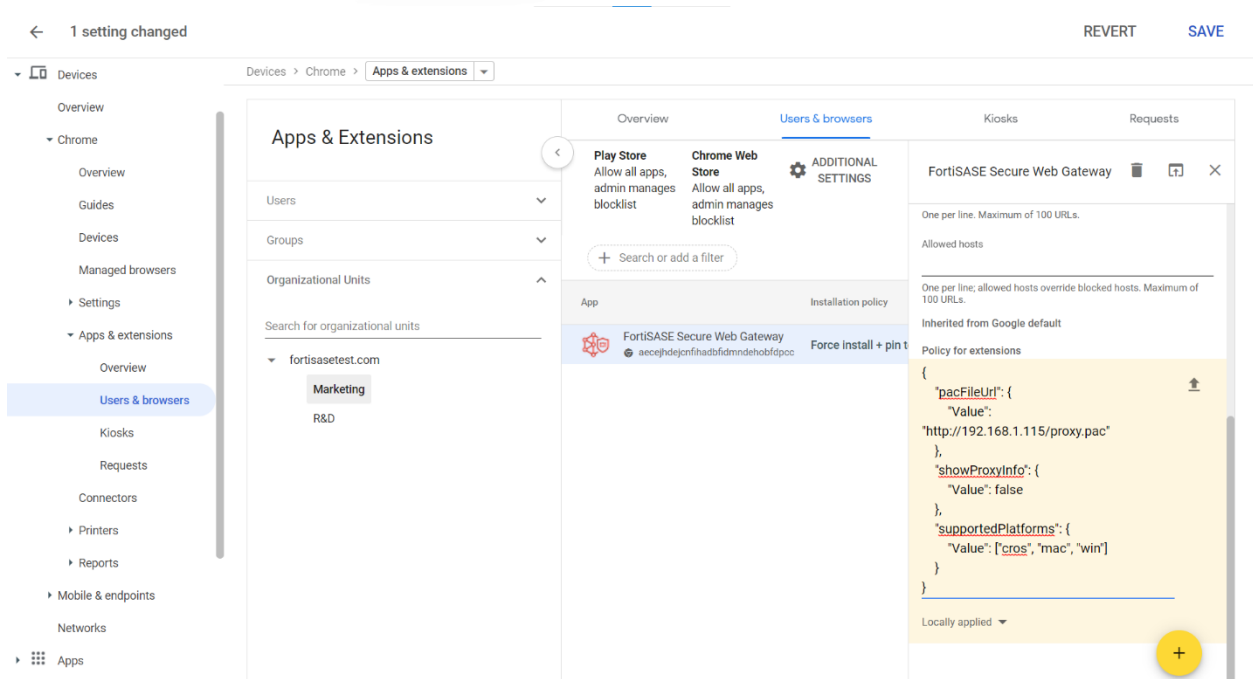 1 setting changed
REVERT
SAVE
Devices
Overview
Chrome
Overview
Guides
Devices
Managed browsers
Settings
Apps & extensions
Overview
Users & browsers
Kiosks
Requests
Connectors
Printers
Reports
Mobile & endpoints
Networks
Apps
Devices > Chrome > Apps & extensions
Apps & Extensions
Users
Groups
Organizational Units
Search for organizational units
fortisasetest.com
Marketing
R&D
Overview
Users & browsers
Kiosks
Requests
Play Store
Allow all apps,
admin manages
blocklist
Chrome Web
Store
Allow all apps,
admin manages
blocklist
ADDITIONAL
SETTINGS
+ Search or add a filter
App
Installation policy
FortiSASE Secure Web Gateway
aecejhdejcnfihadbfidmndehobfdpcc
Force install + pin t
FortiSASE Secure Web Gateway
One per line. Maximum of 100 URLs.
Allowed hosts
One per line; allowed hosts override blocked hosts. Maximum of
100 URLs.
Inherited from Google default
Policy for extensions
{
"pacFileUrl": {
"Value":
"http://192.168.1.115/proxy.pac"
},
"showProxyInfo": {
"Value": false
},
"supportedPlatforms": {
"Value": ["cros", "mac", "win"]
}
}
Locally applied